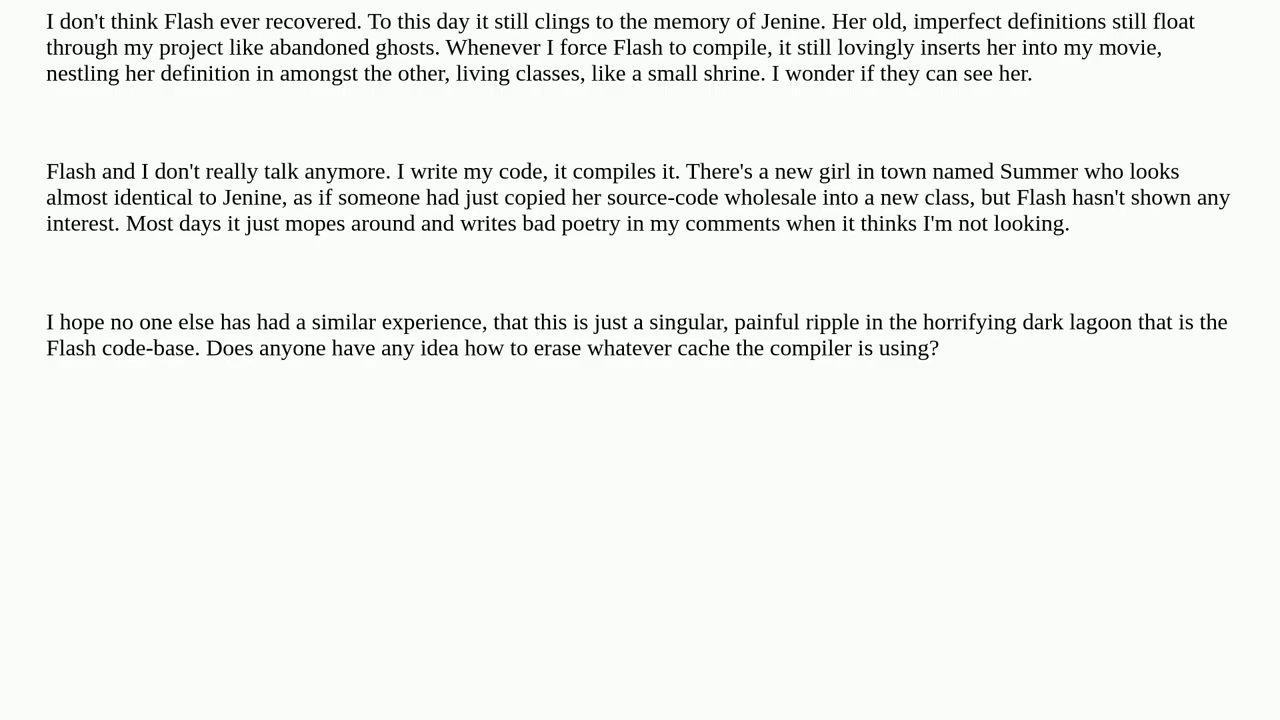 I don't think Flash ever recovered. To this day it still clings to the memory of Jenine. Her old, imperfect definitions still float
through my project like abandoned ghosts. Whenever I force Flash to compile, it still lovingly inserts her into my movie,
nestling her definition in amongst the other, living classes, like a small shrine. I wonder if they can see her.
Flash and I don't really talk anymore. I write my code, it compiles it. There's a new girl in town named Summer who looks
almost identical to Jenine, as if someone had just copied her source-code wholesale into a new class, but Flash hasn't shown any
interest. Most days it just mopes around and writes bad poetry in my comments when it thinks I'm not looking.
I hope no one else has had a similar experience, that this is just a singular, painful ripple in the horrifying dark lagoon that is the
Flash code-base. Does anyone have any idea how to erase whatever cache the compiler is using?